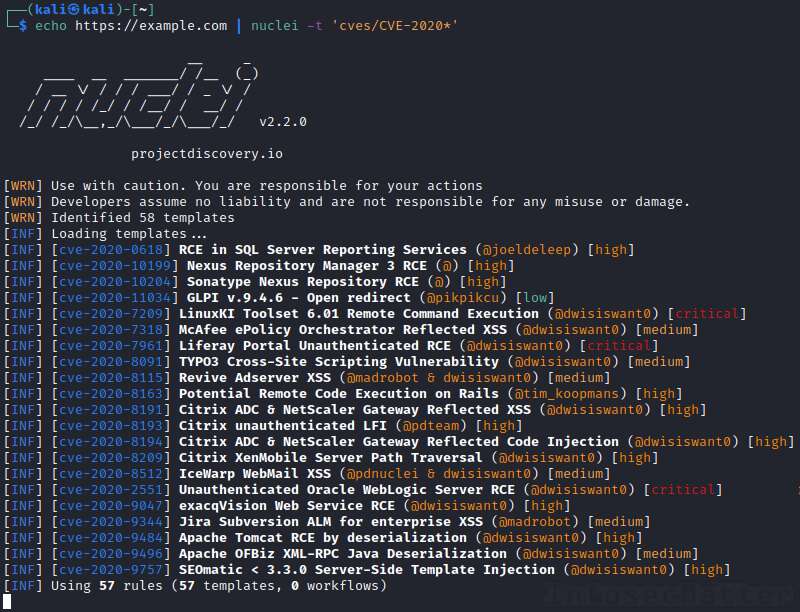 (kali㉿kali)-[~]
$ echo https://example.com | nuclei -t 'cves/CVE-2020*'
nuclei v2.2.0
projectdiscovery.io
[WRN] Use with caution. You are responsible for your actions
[WRN] Developers assume no liability and are not responsible for any misuse or damage.
[WRN] Identified 58 templates
[INF] Loading templates...
[INF] [cve-2020-0618] RCE in SQL Server Reporting Services (@joeldeleep) [high]
[INF] [cve-2020-10199] Nexus Repository Manager 3 RCE (@) [high]
[INF] [cve-2020-10204] Sonatype Nexus Repository RCE (@) [high]
[INF] [cve-2020-11034] GLPI v.9.4.6 - Open redirect (@pikpikcu) [low]
[INF] [cve-2020-7209] LinuxKI Toolset 6.01 Remote Command Execution (@dwisiswant0) [critical]
[INF] [cve-2020-7318] McAfee ePolicy Orchestrator Reflected XSS (@dwisiswant0) [medium]
[INF] [cve-2020-7961] Liferay Portal Unauthenticated RCE (@dwisiswant0) [critical]
[INF] [cve-2020-8091] TYPO3 Cross-Site Scripting Vulnerability (@dwisiswant0) [medium]
[INF] [cve-2020-8115] Revive Adserver XSS (@madrobot & dwisiswant0) [medium]
[INF] [cve-2020-8163] Potential Remote Code Execution on Rails (@tim_koopmans) [high]
[INF] [cve-2020-8191] Citrix ADC & NetScaler Gateway Reflected XSS (@dwisiswant0) [high]
[INF] [cve-2020-8193] Citrix unauthenticated LFI (@pdteam) [high]
[INF] [cve-2020-8194] Citrix ADC & NetScaler Gateway Reflected Code Injection (@dwisiswant0) [high]
[INF] [cve-2020-8209] Citrix XenMobile Server Path Traversal (@dwisiswant0) [high]
[INF] [cve-2020-8512] IceWarp WebMail XSS (@pdnuclei & dwisiswant0) [medium]
[INF] [cve-2020-2551] Unauthenticated Oracle WebLogic Server RCE (@dwisiswant0) [critical]
[INF] [cve-2020-9047] exacqVision Web Service RCE (@dwisiswant0) [high]
[INF] [cve-2020-9344] Jira Subversion ALM for enterprise XSS (@madrobot) [medium]
[INF] [cve-2020-9484] Apache Tomcat RCE by deserialization (@dwisiswant0) [high]
[INF] [cve-2020-9496] Apache OFBiz XML-RPC Java Deserialization (@dwisiswant0) [medium]
[INF] [cve-2020-9757] SEOmatic < 3.3.0 Server-Side Template Injection (@dwisiswant0) [high]
[INF] Using 57 rules (57 templates, 0 workflows)
InfosecMatter